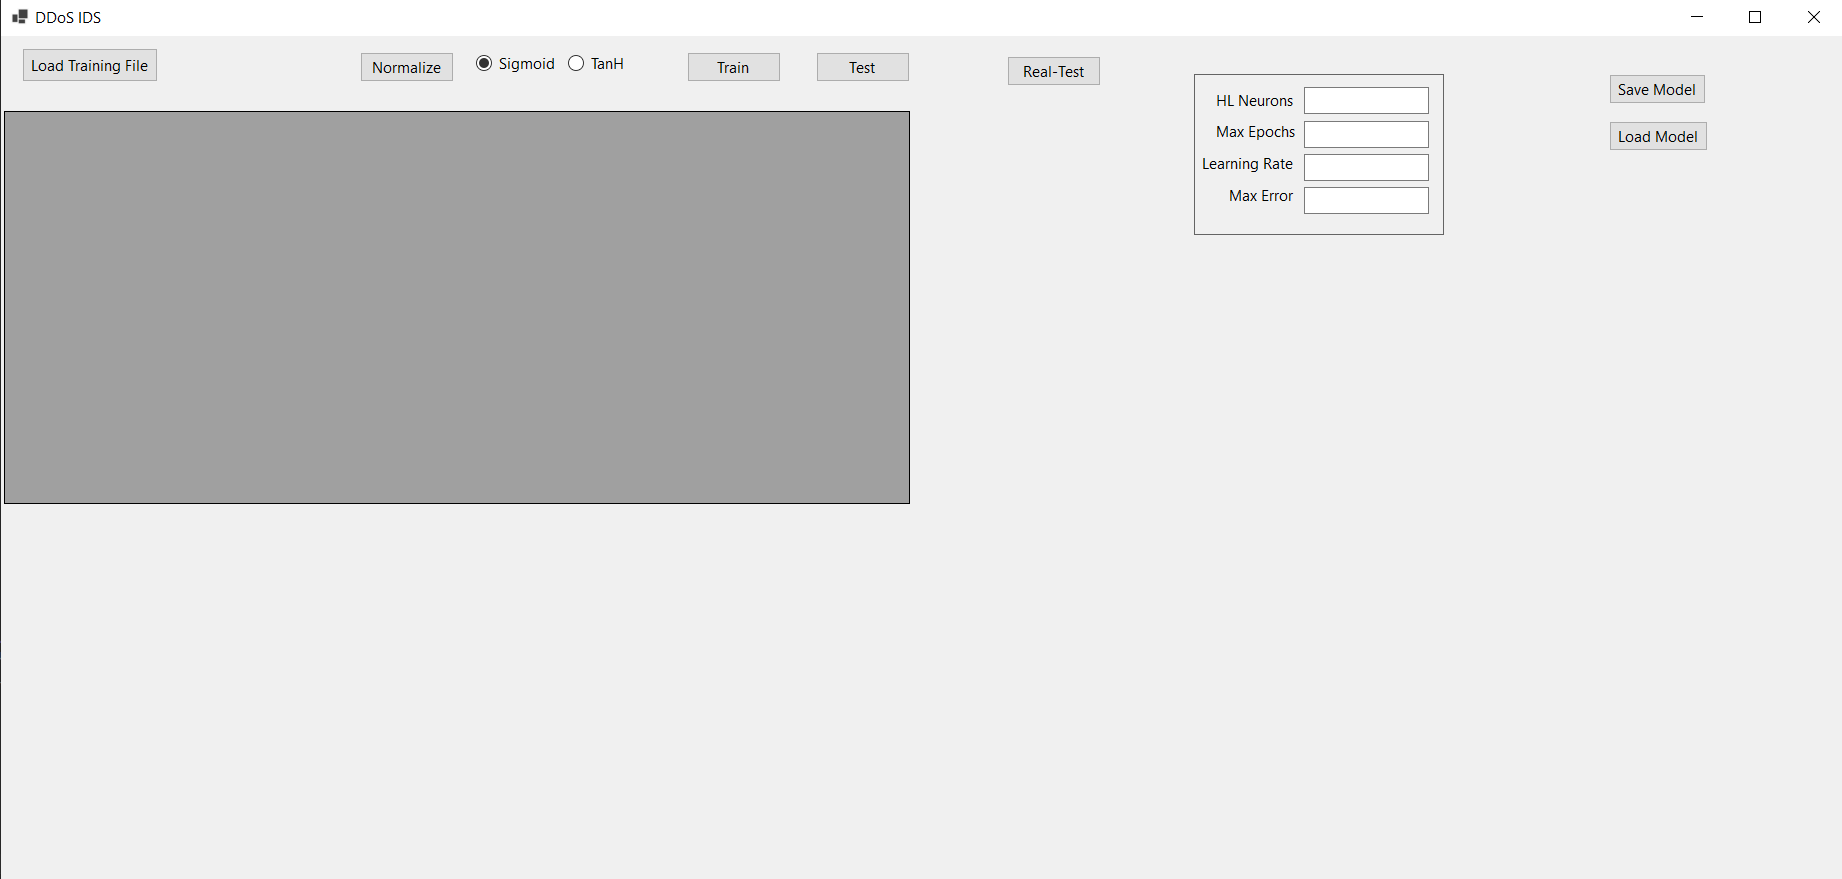 DDoS IDS
Load Training File
Normalize
Sigmoid
TanH
Train
Test
Real-Test
HL Neurons
Max Epochs
Learning Rate
Max Error
Save Model
Load Model